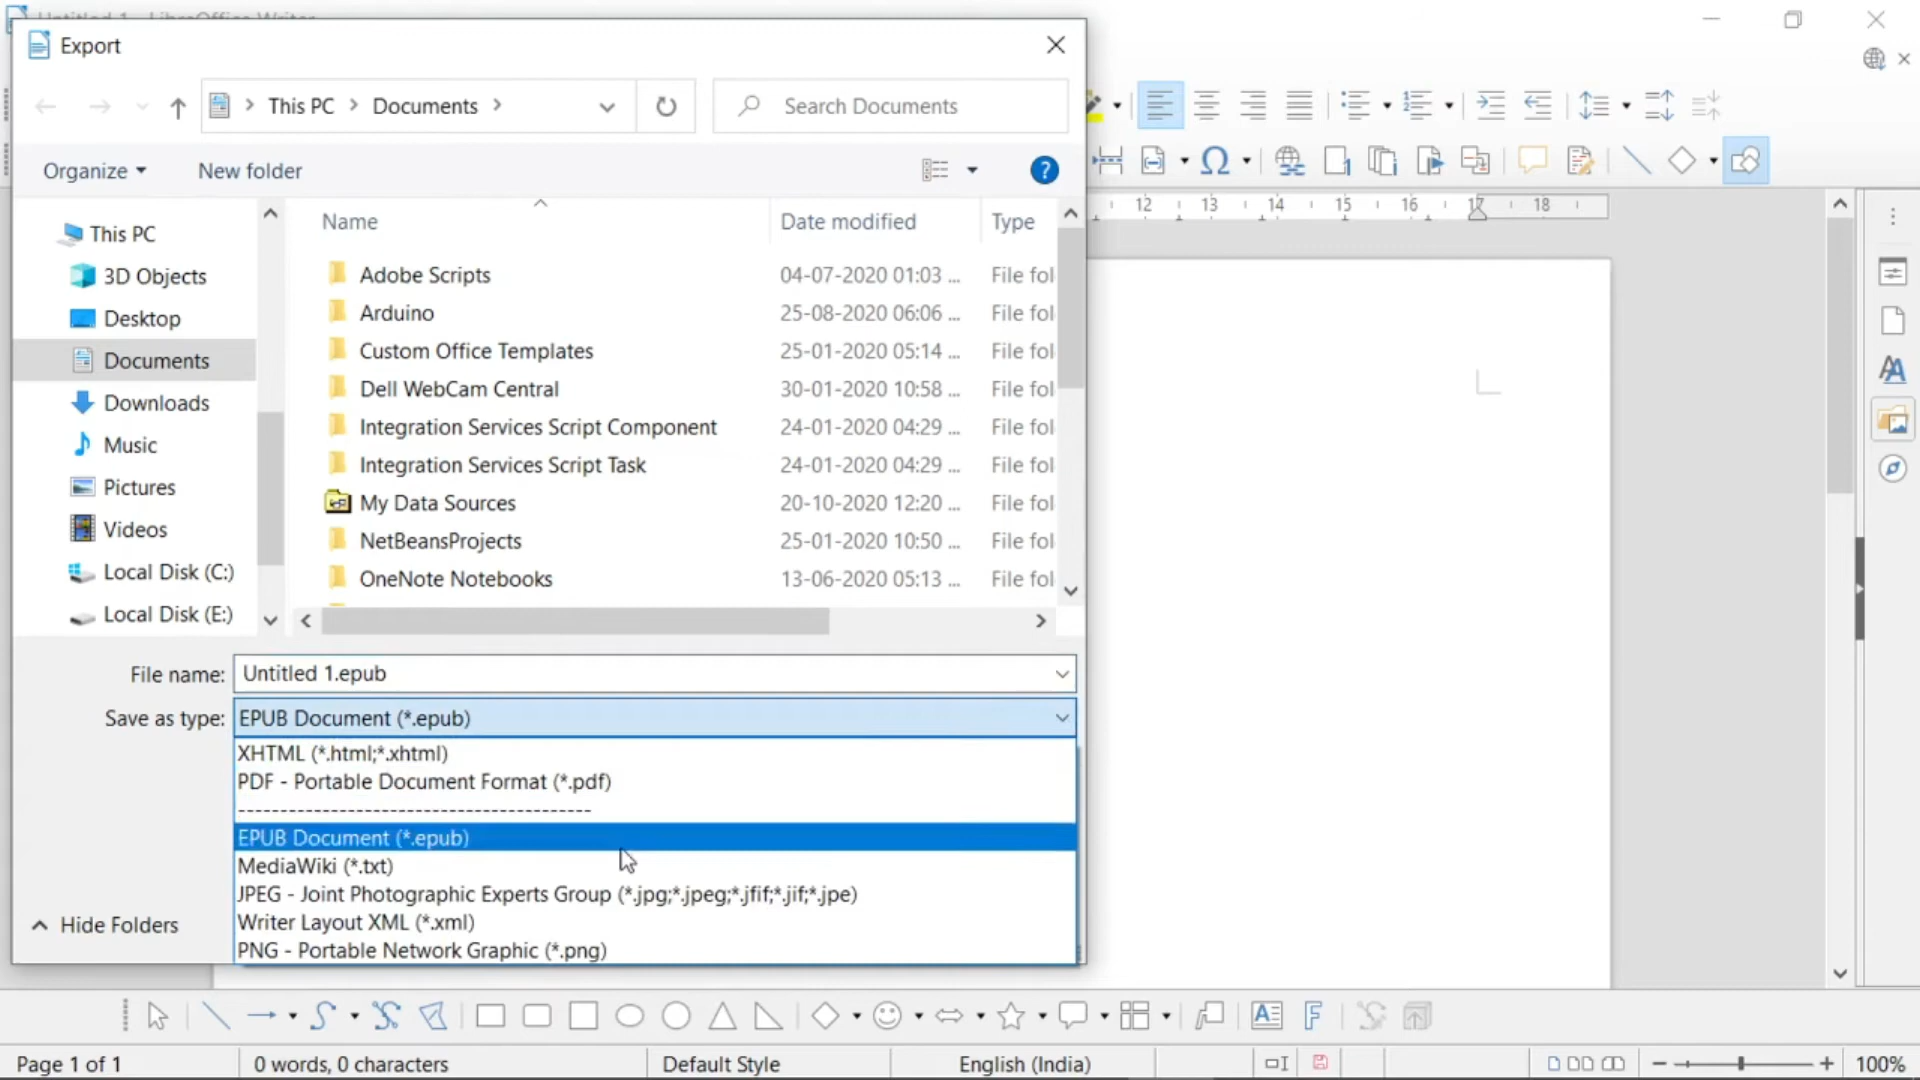 Untitled 1 - LibreOffice Writer
Export
This PC
Documents
Search Documents
Organize
New folder
?
12 13 14 15 16 17 18
Name
Date modified
Type
This PC
3D Objects
Desktop
Documents
Downloads
Music
Pictures
Videos
Local Disk (C:)
Local Disk (E:)
Adobe Scripts 04-07-2020 01:03 ... File fol
Arduino 25-08-2020 06:06 ... File fol
Custom Office Templates 25-01-2020 05:14 ... File fol
Dell WebCam Central 30-01-2020 10:58 ... File fol
Integration Services Script Component 24-01-2020 04:29 ... File fol
Integration Services Script Task 24-01-2020 04:29 ... File fol
My Data Sources 20-10-2020 12:20 ... File fol
NetBeansProjects 25-01-2020 10:50 ... File fol
OneNote Notebooks 13-06-2020 05:13 ... File fol
File name: Untitled 1.epub
Save as type: EPUB Document (*.epub)
XHTML (*.html;*.xhtml)
PDF - Portable Document Format (*.pdf)
----------------------------------------
EPUB Document (*.epub)
MediaWiki (*.txt)
JPEG - Joint Photographic Experts Group (*.jpg;*.jpeg;*.jfif;*.jif;*.jpe)
Writer Layout XML (*.xml)
PNG - Portable Network Graphic (*.png)
Hide Folders
Page 1 of 1
0 words, 0 characters
Default Style
English (India)
100%